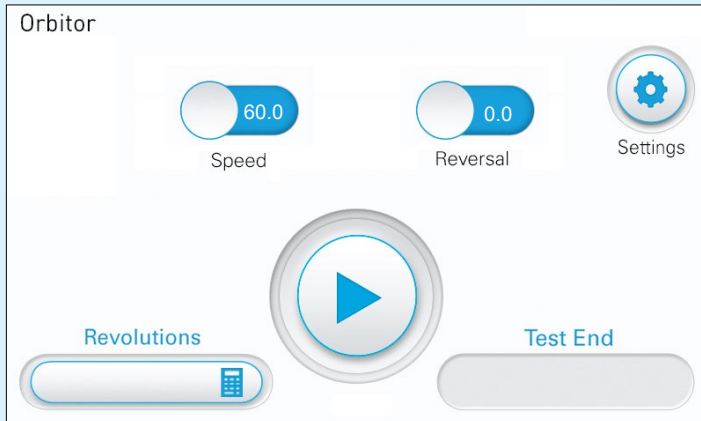 Orbitor
60.0
0.0
Speed
Reversal
Settings
Revolutions
Test End